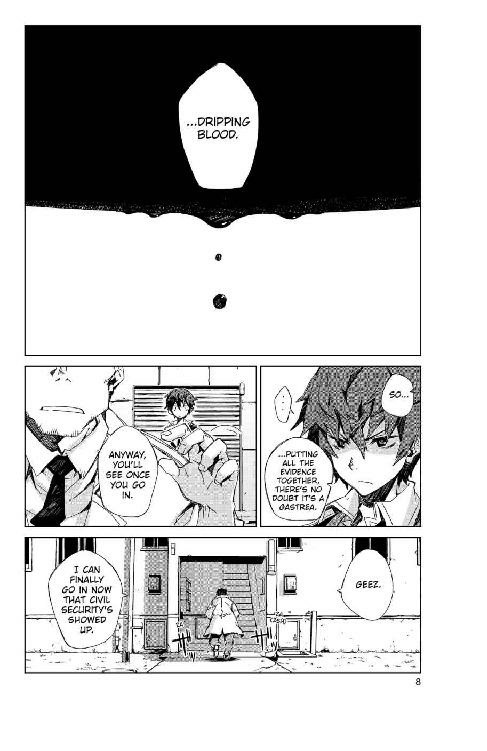 ...DRIPPING
BLOOD.
SO...
...
...PUTTING
ALL THE
EVIDENCE
TOGETHER,
THERE'S NO
DOUBT IT'S A
GASTREA.
ANYWAY,
YOU'LL
SEE ONCE
YOU GO
IN.
GEEZ.
I CAN
FINALLY
GO IN NOW
THAT CIVIL
SECURITY'S
SHOWED
UP.
8